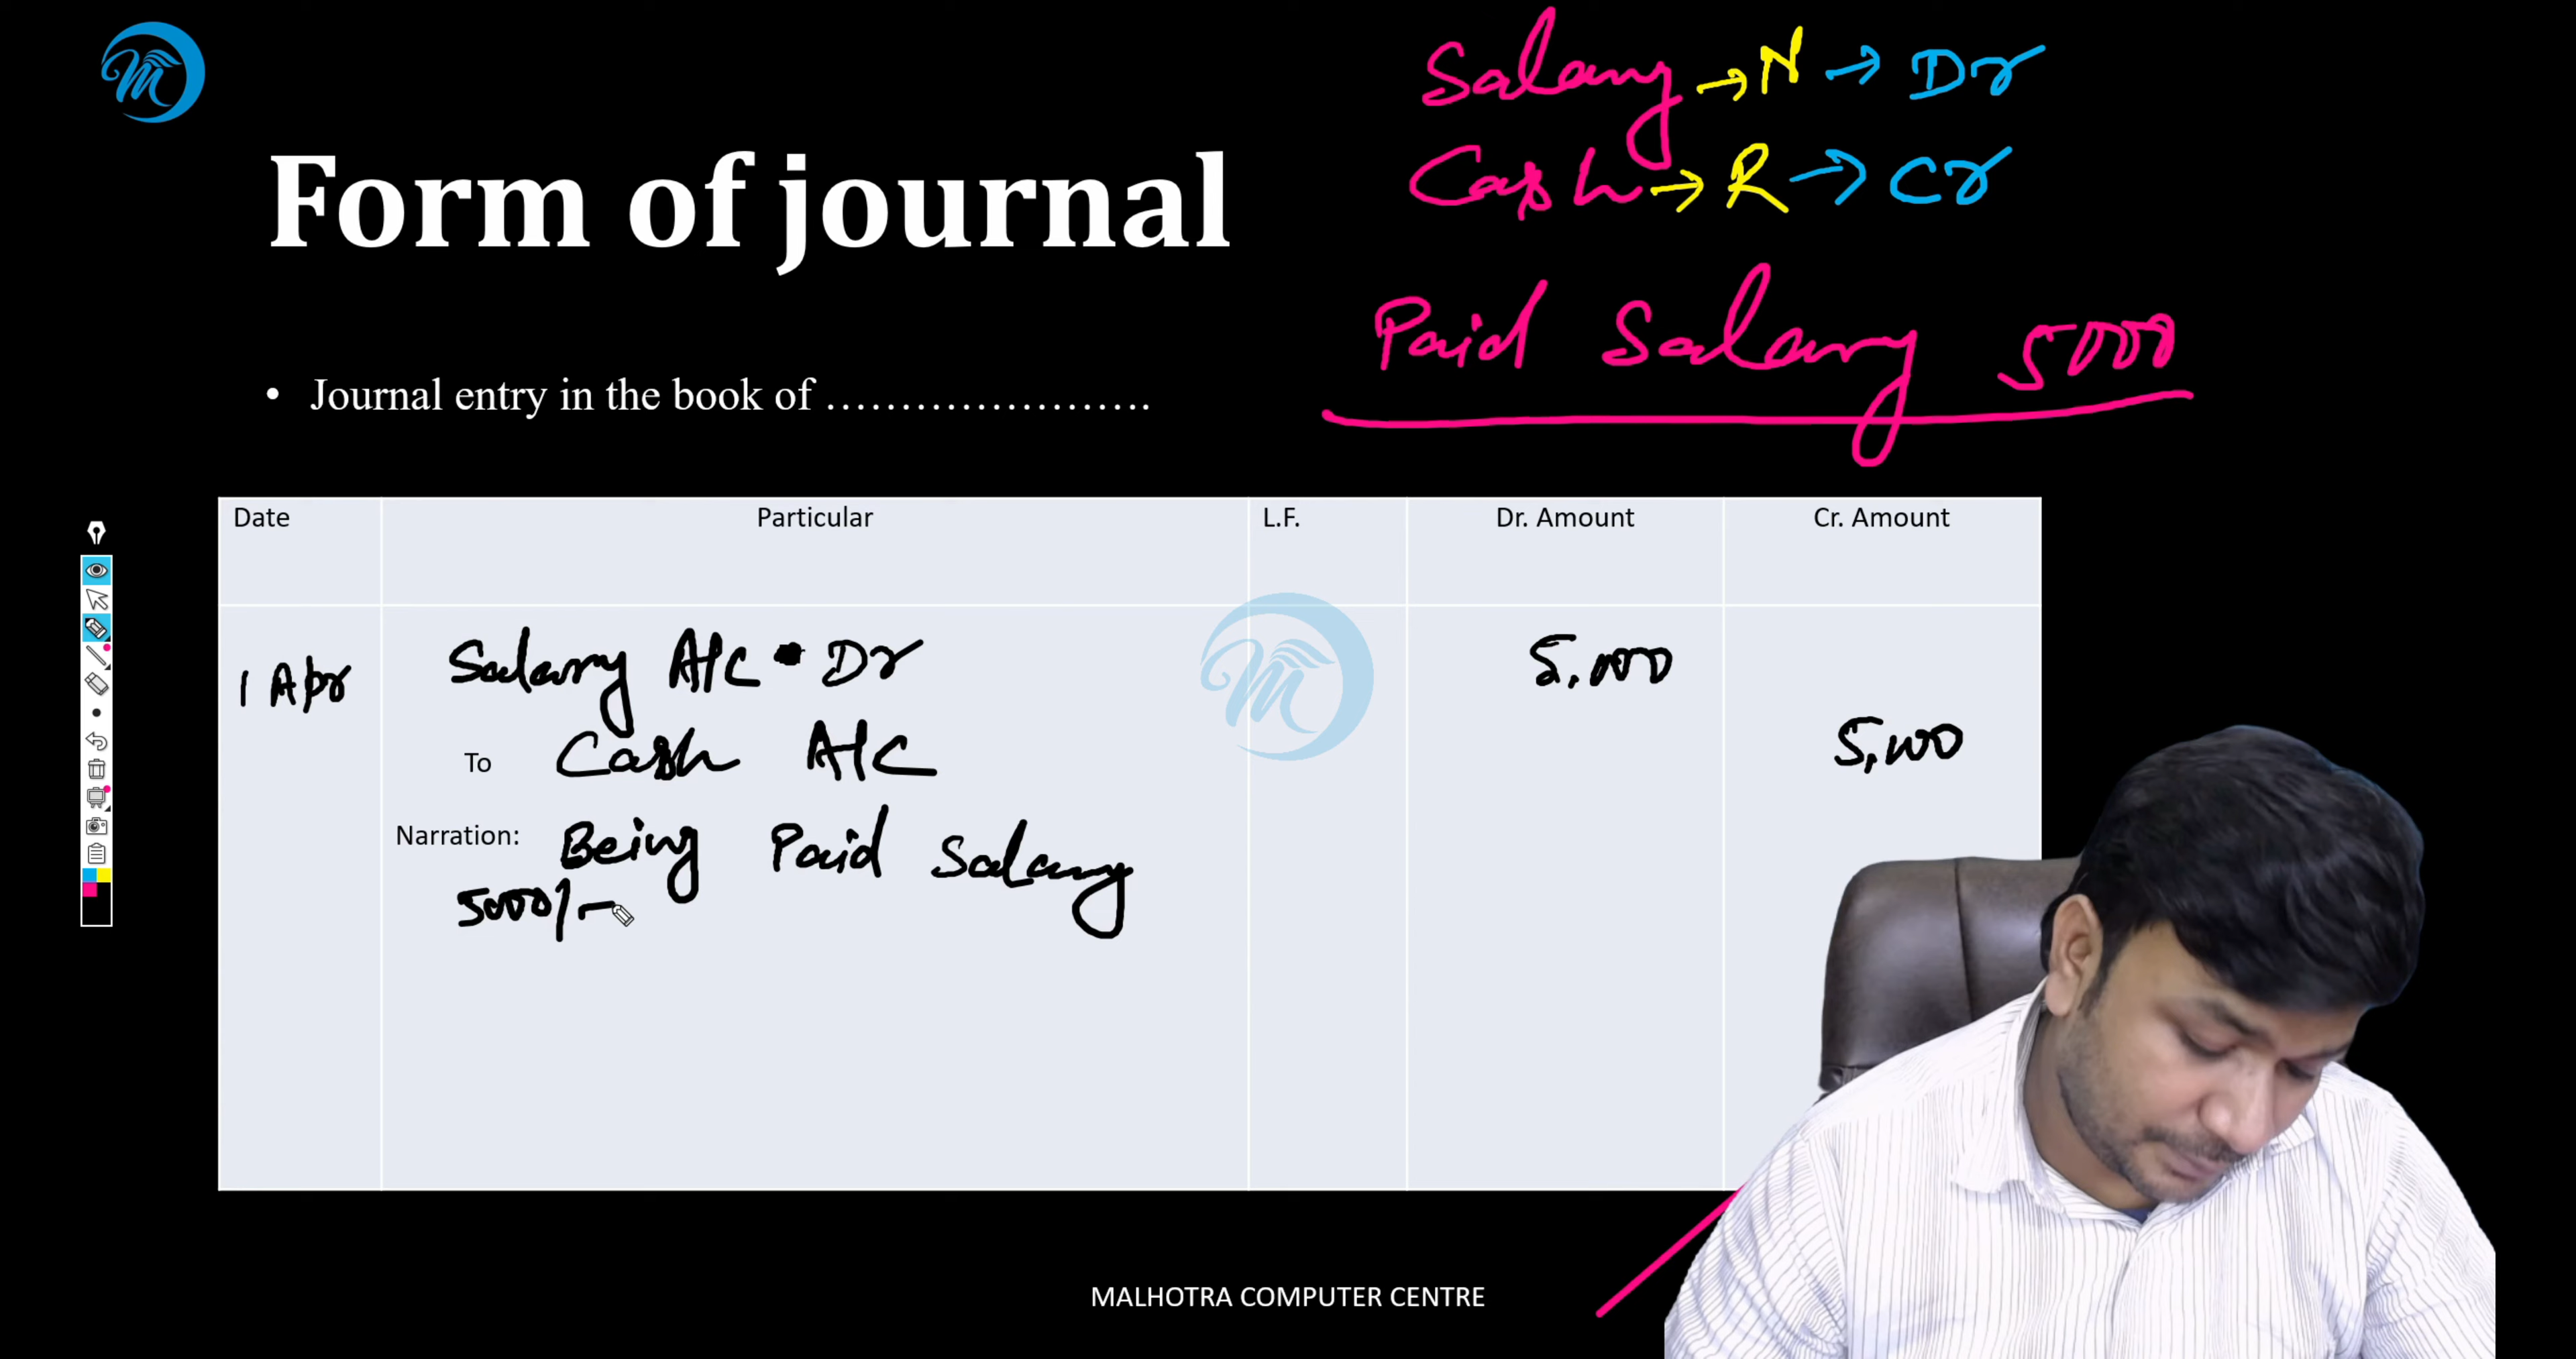 Salary → N → Dr
Cash → R → Cr
Form of journal
Paid Salary 5000
• Journal entry in the book of ......................
Date Particular L.F. Dr. Amount Cr. Amount
1 Apr Salary A/C Dr 5,000
To Cash A/C 5,000
Narration: Being Paid Salary
5000/-
MALHOTRA COMPUTER CENTRE